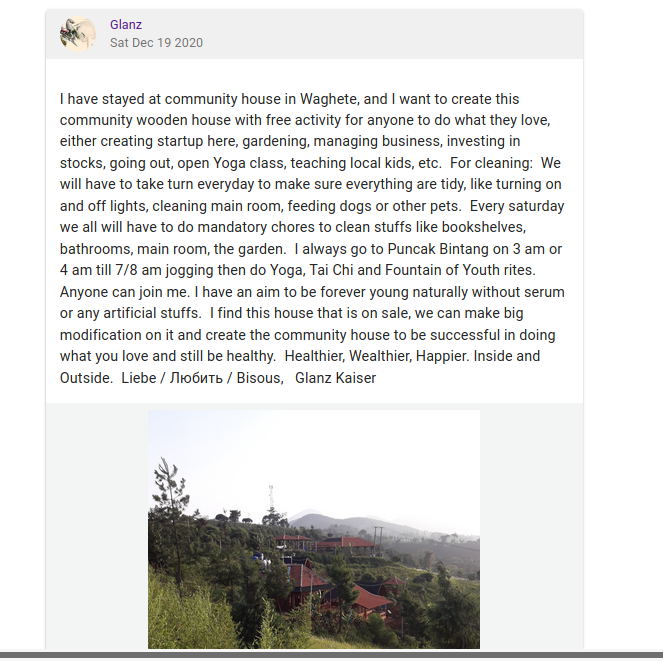 Glanz
Sat Dec 19 2020
I have stayed at community house in Waghete, and I want to create this
community wooden house with free activity for anyone to do what they love,
either creating startup here, gardening, managing business, investing in
stocks, going out, open Yoga class, teaching local kids, etc.  For cleaning:  We
will have to take turn everyday to make sure everything are tidy, like turning on
and off lights, cleaning main room, feeding dogs or other pets.  Every saturday
we all will have to do mandatory chores to clean stuffs like bookshelves,
bathrooms, main room, the garden.  I always go to Puncak Bintang on 3 am or
4 am till 7/8 am jogging then do Yoga, Tai Chi and Fountain of Youth rites.
Anyone can join me. I have an aim to be forever young naturally without serum
or any artificial stuffs.  I find this house that is on sale, we can make big
modification on it and create the community house to be successful in doing
what you love and still be healthy.  Healthier, Wealthier, Happier. Inside and
Outside.  Liebe / Любить / Bisous,   Glanz Kaiser